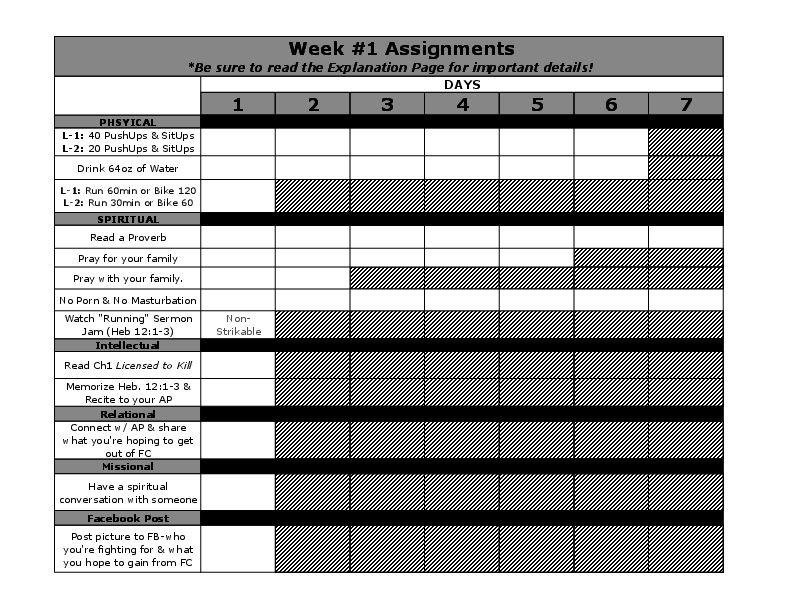 Week #1 Assignments
*Be sure to read the Explanation Page for important details!
DAYS
1 2 3 4 5 6 7
PHSYICAL
L-1: 40 PushUps & SitUps
L-2: 20 PushUps & SitUps
Drink 64oz of Water
L-1: Run 60min or Bike 120
L-2: Run 30min or Bike 60
SPIRITUAL
Read a Proverb
Pray for your family
Pray with your family.
No Porn & No Masturbation
Watch "Running" Sermon
Jam (Heb 12:1-3)
Non-
Strikable
Intellectual
Read Ch1 Licensed to Kill
Memorize Heb. 12:1-3 &
Recite to your AP
Relational
Connect w/ AP & share
what you're hoping to get
out of FC
Missional
Have a spiritual
conversation with someone
Facebook Post
Post picture to FB-who
you're fighting for & what
you hope to gain from FC